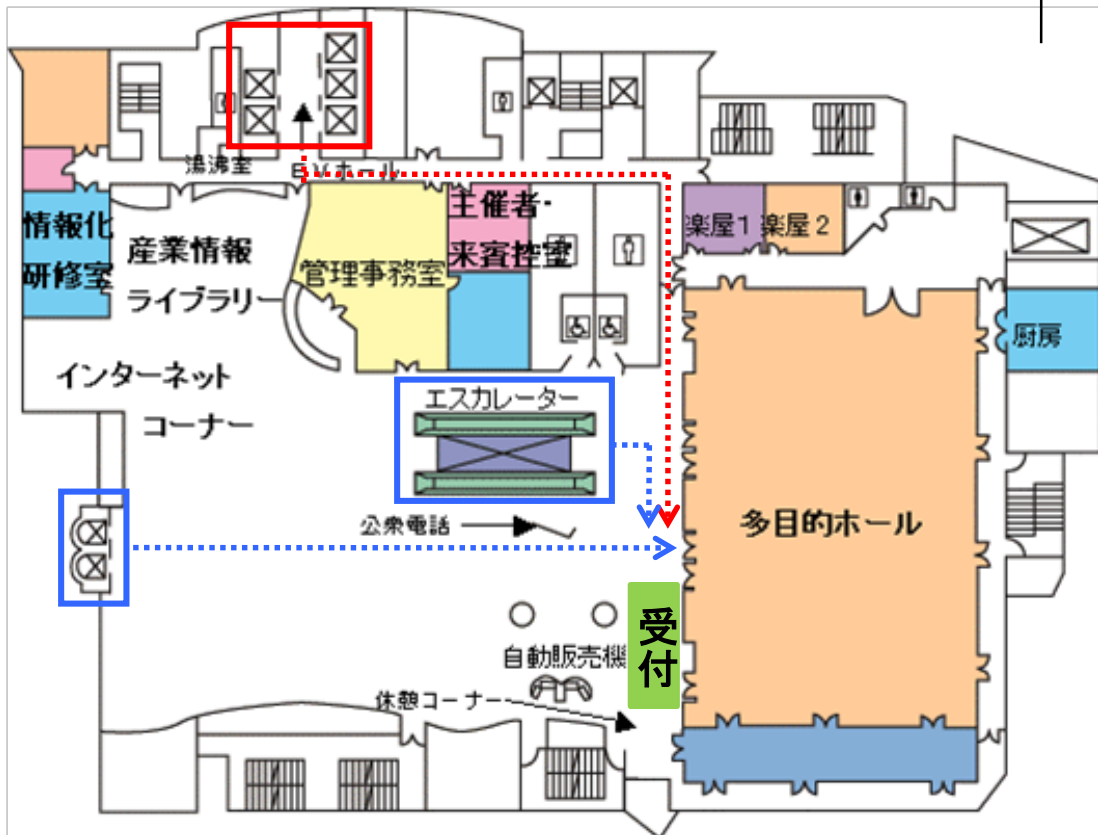 湯沸室
EVホール
情報化
研修室
産業情報
ライブラリー
管理事務室
主催者・
来賓控室
楽屋1
楽屋2
厨房
インターネット
コーナー
エスカレーター
公衆電話
多目的ホール
受付
自動販売機
休憩コーナー